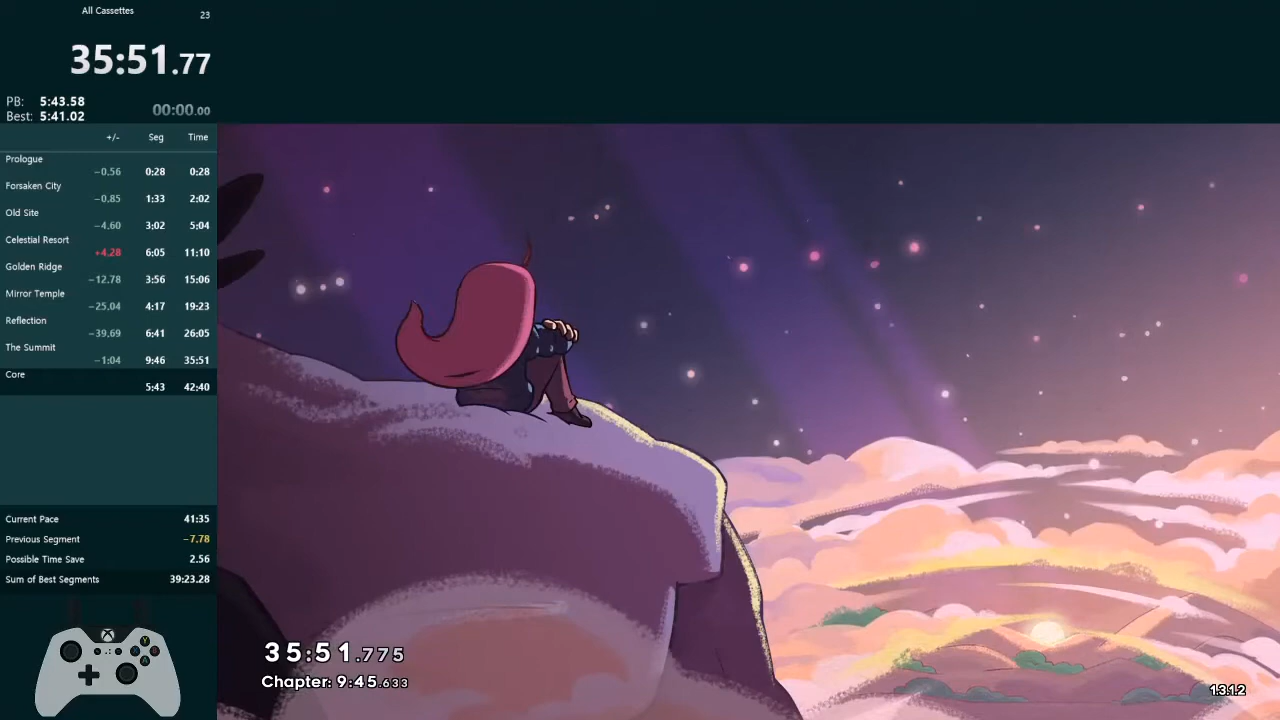 All Cassettes
23
35:51.77
PB: 5:43.58
Best: 5:41.02
00:00.00
+/- Seg Time
Prologue
−0.56 0:28 0:28
Forsaken City
−0.85 1:33 2:02
Old Site
−4.60 3:02 5:04
Celestial Resort
+4.28 6:05 11:10
Golden Ridge
−12.78 3:56 15:06
Mirror Temple
−25.04 4:17 19:23
Reflection
−39.69 6:41 26:05
The Summit
−1:04 9:46 35:51
Core
5:43 42:40
Current Pace 41:35
Previous Segment −7.78
Possible Time Save 2.56
Sum of Best Segments 39:23.28
Y
X B
A
35:51.775
Chapter: 9:45.633
13.1.2